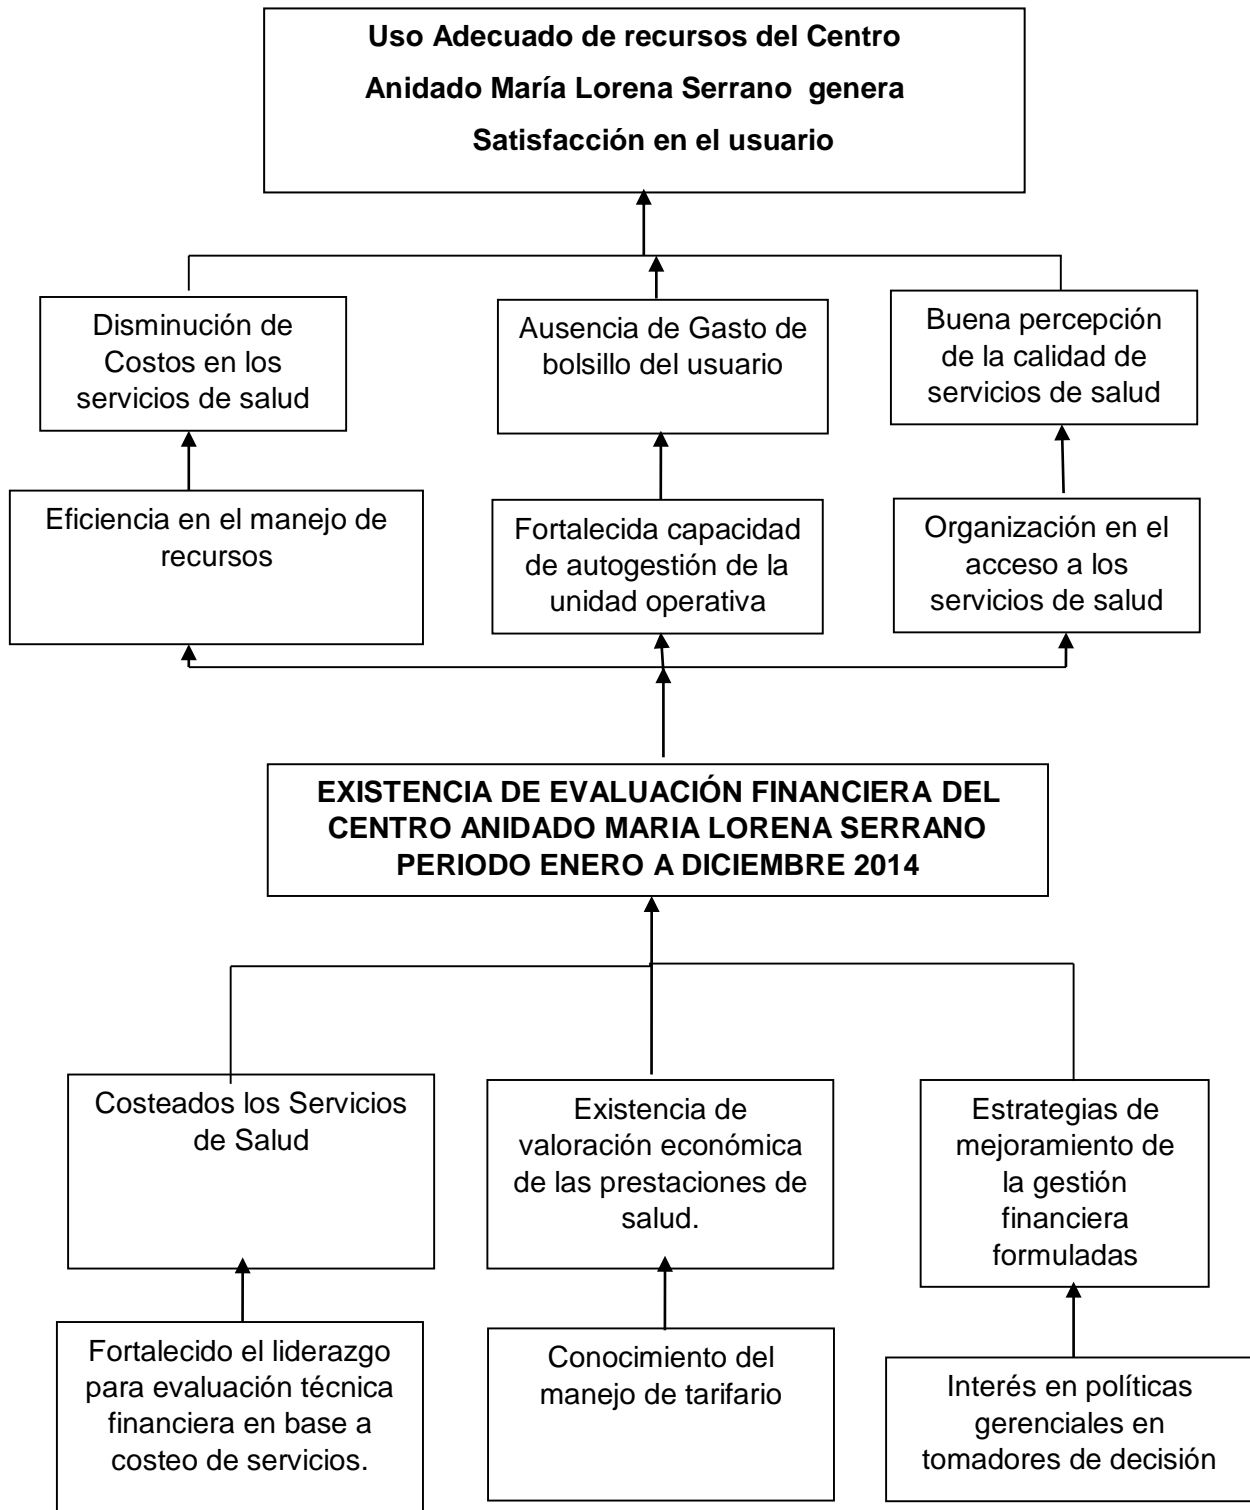 Uso Adecuado de recursos del Centro
Anidado María Lorena Serrano genera
Satisfacción en el usuario
Disminución de
Costos en los
servicios de salud
Ausencia de Gasto de
bolsillo del usuario
Buena percepción
de la calidad de
servicios de salud
Eficiencia en el manejo de
recursos
Fortalecida capacidad
de autogestión de la
unidad operativa
Organización en el
acceso a los
servicios de salud
EXISTENCIA DE EVALUACIÓN FINANCIERA DEL
CENTRO ANIDADO MARIA LORENA SERRANO
PERIODO ENERO A DICIEMBRE 2014
Costeados los Servicios
de Salud
Existencia de
valoración económica
de las prestaciones de
salud.
Estrategias de
mejoramiento de
la gestión
financiera
formuladas
Fortalecido el liderazgo
para evaluación técnica
financiera en base a
costeo de servicios.
Conocimiento del
manejo de tarifario
Interés en políticas
gerenciales en
tomadores de decisión